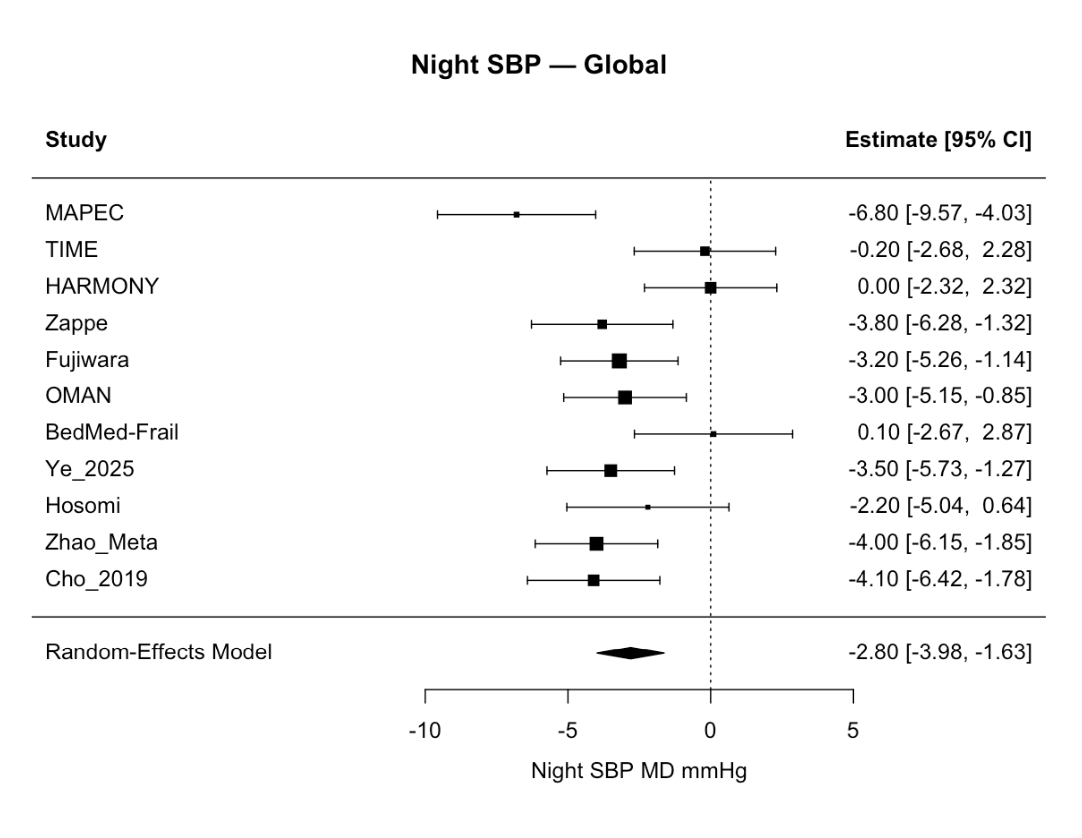 Night SBP — Global
Study Estimate [95% CI]
MAPEC -6.80 [-9.57, -4.03]
TIME -0.20 [-2.68, 2.28]
HARMONY 0.00 [-2.32, 2.32]
Zappe -3.80 [-6.28, -1.32]
Fujiwara -3.20 [-5.26, -1.14]
OMAN -3.00 [-5.15, -0.85]
BedMed-Frail 0.10 [-2.67, 2.87]
Ye_2025 -3.50 [-5.73, -1.27]
Hosomi -2.20 [-5.04, 0.64]
Zhao_Meta -4.00 [-6.15, -1.85]
Cho_2019 -4.10 [-6.42, -1.78]
Random-Effects Model -2.80 [-3.98, -1.63]
-10 -5 0 5
Night SBP MD mmHg